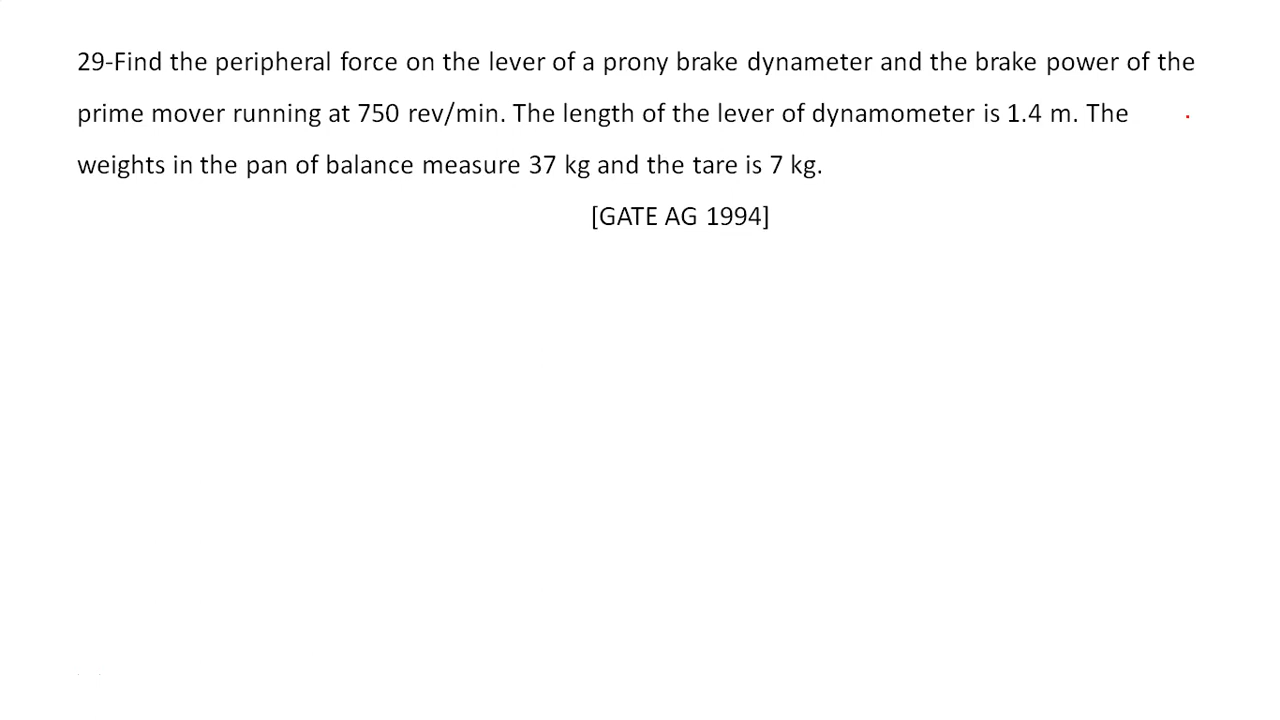 29-Find the peripheral force on the lever of a prony brake dynameter and the brake power of the
prime mover running at 750 rev/min. The length of the lever of dynamometer is 1.4 m. The
weights in the pan of balance measure 37 kg and the tare is 7 kg.
[GATE AG 1994]